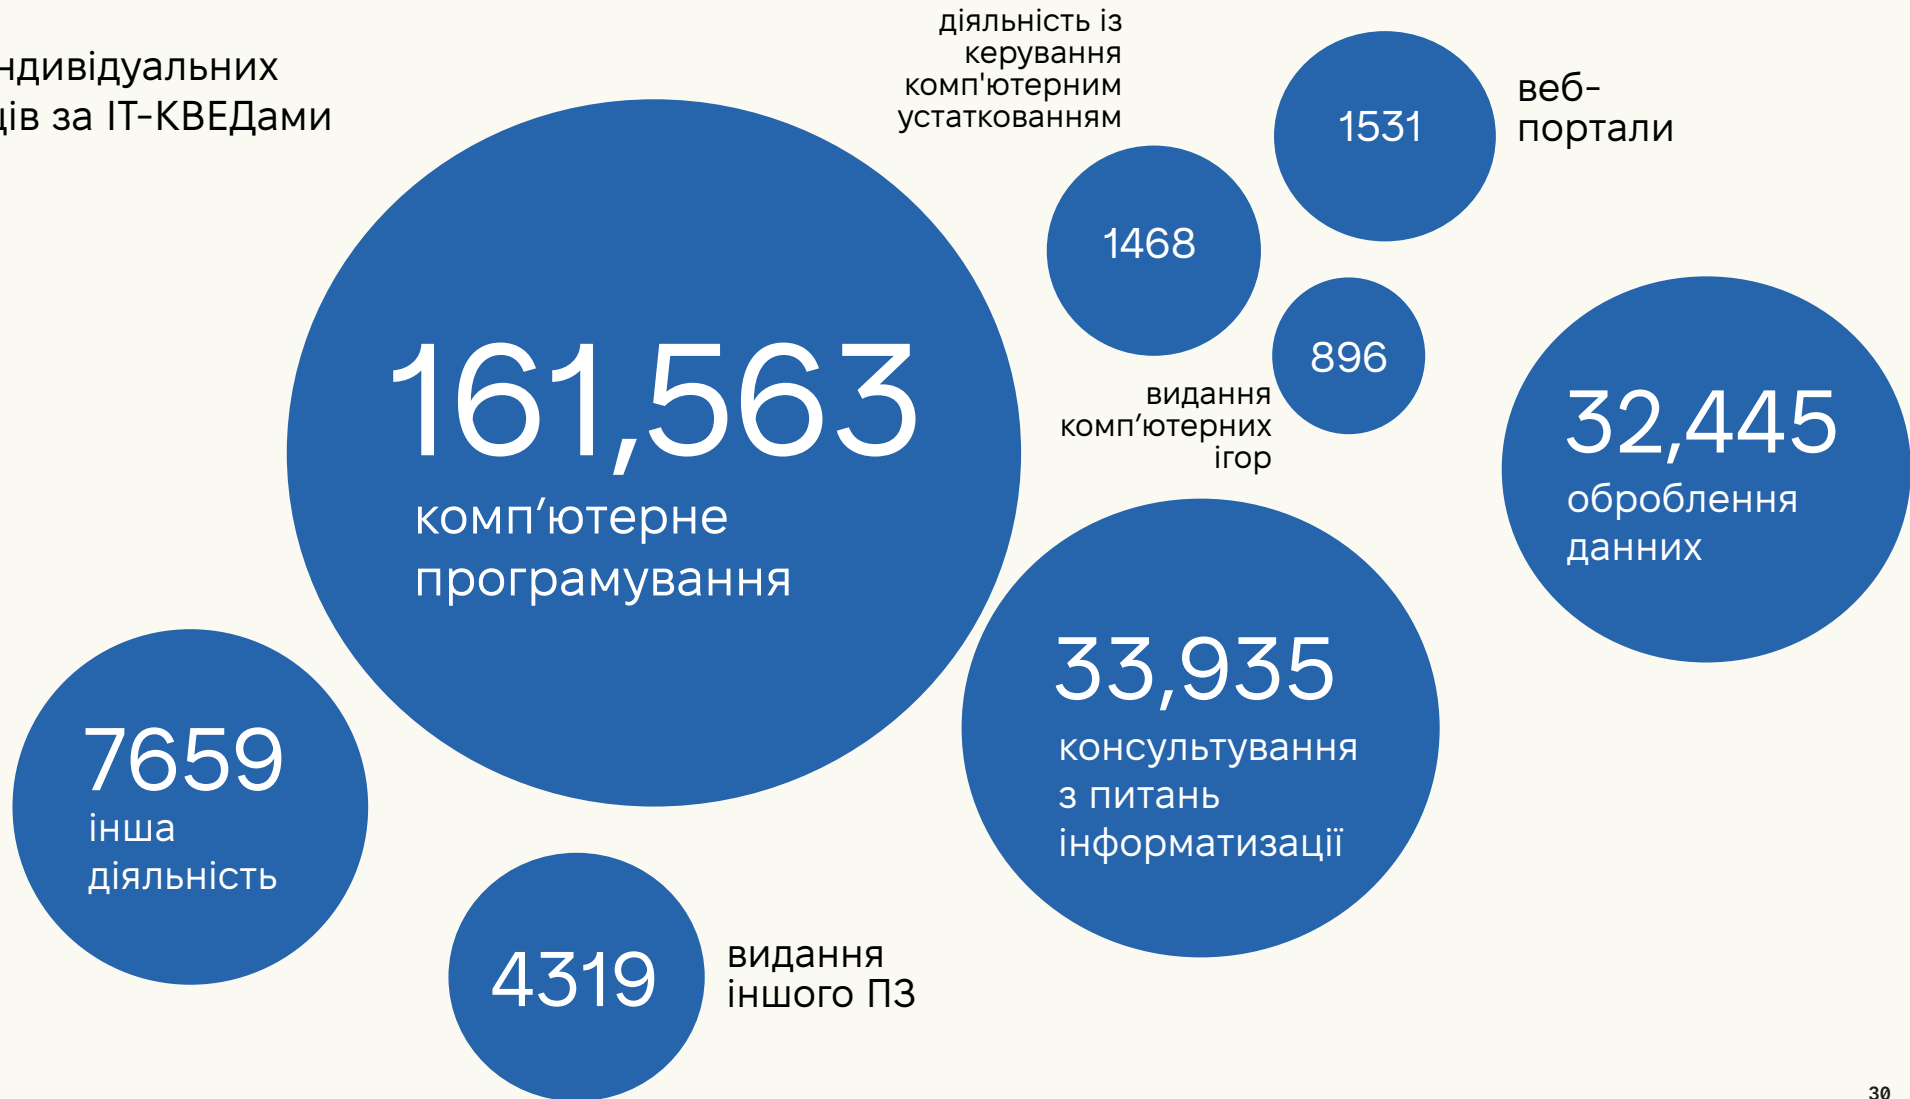 ндивідуальних
ців за ІТ-КВЕДами
діяльність із
керування
комп'ютерним
устаткованням
1468
1531
веб-
портали
896
видання
комп’ютерних
ігор
161,563
комп’ютерне
програмування
32,445
оброблення
данних
33,935
консультування
з питань
інформатизації
7659
інша
діяльність
4319
видання
іншого ПЗ
30